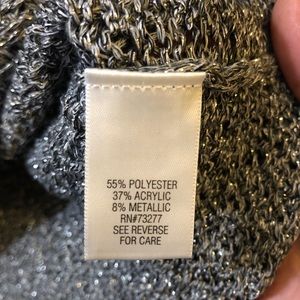 55% POLYESTER
37% ACRYLIC
8% METALLIC
RN#73277
SEE REVERSE
FOR CARE